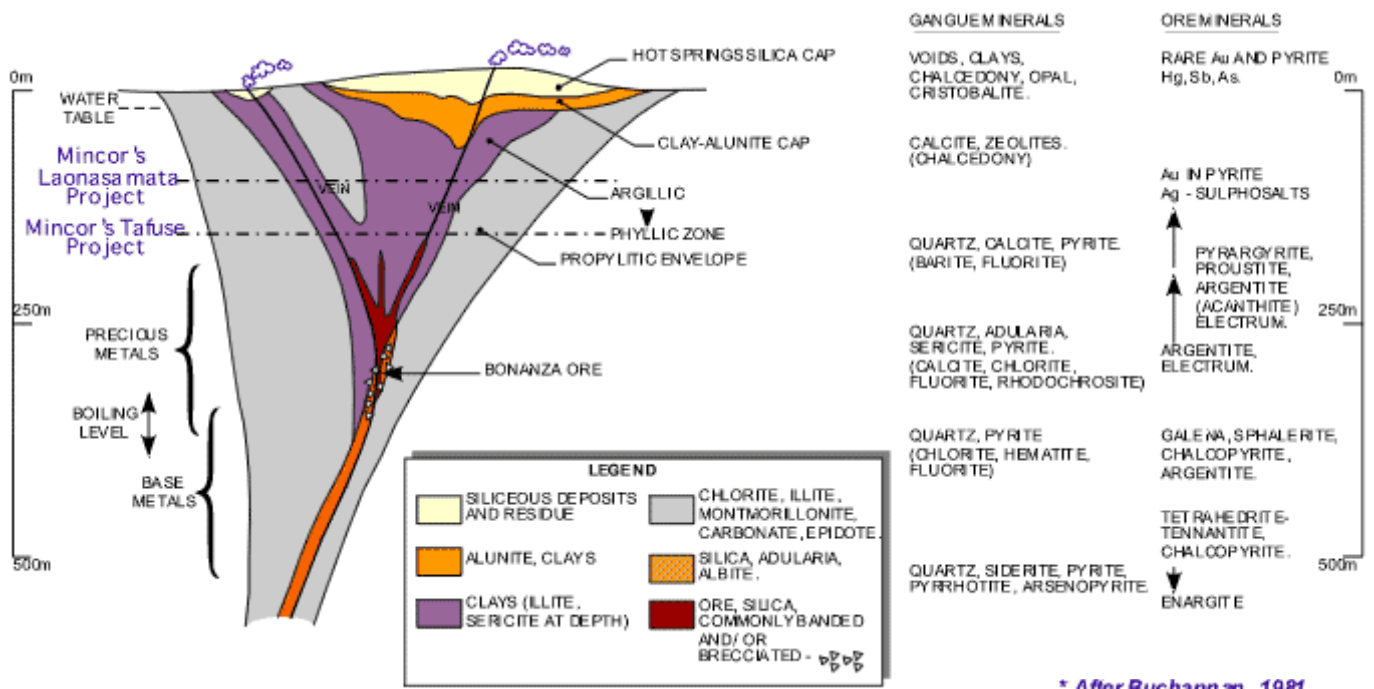 GANGUE MINERALS
ORE MINERALS
HOT SPRINGS SILICA CAP
VOIDS, CLAYS,
CHALCEDONY, OPAL,
CRISTOBALITE.
RARE Au AND PYRITE
Hg, Sb, As.
0m
0m
WATER
TABLE
CLAY-ALUNITE CAP
CALCITE, ZEOLITES.
(CHALCEDONY)
Mincor's
Laonasamata
Project
VEIN
VEIN
ARGILLIC
Au IN PYRITE
Ag - SULPHOSALTS
Mincor's Tafuse
Project
PHYLLIC ZONE
PROPYLITIC ENVELOPE
QUARTZ, CALCITE, PYRITE.
(BARITE, FLUORITE)
PYRARGYRITE,
PROUSTITE,
ARGENTITE
(ACANTHITE)
ELECTRUM.
250m
250m
PRECIOUS
METALS
BONANZA ORE
QUARTZ, ADULARIA,
SERICITE, PYRITE.
(CALCITE, CHLORITE,
FLUORITE, RHODOCHROSITE)
ARGENTITE,
ELECTRUM.
BOILING
LEVEL
QUARTZ, PYRITE
(CHLORITE, HEMATITE,
FLUORITE)
GALENA, SPHALERITE,
CHALCOPYRITE,
ARGENTITE.
BASE
METALS
TETRAHEDRITE-
TENNANTITE,
CHALCOPYRITE.
500m
500m
QUARTZ, SIDERITE, PYRITE,
PYRRHOTITE, ARSENOPYRITE.
ENARGITE
LEGEND
SILICEOUS DEPOSITS
AND RESIDUE
CHLORITE, ILLITE,
MONTMORILLONITE,
CARBONATE, EPIDOTE.
ALUNITE, CLAYS
SILICA, ADULARIA,
ALBITE.
CLAYS (ILLITE,
SERICITE AT DEPTH)
ORE, SILICA,
COMMONLY BANDED
AND/ OR
BRECCIATED -
* After Buchannan, 1981